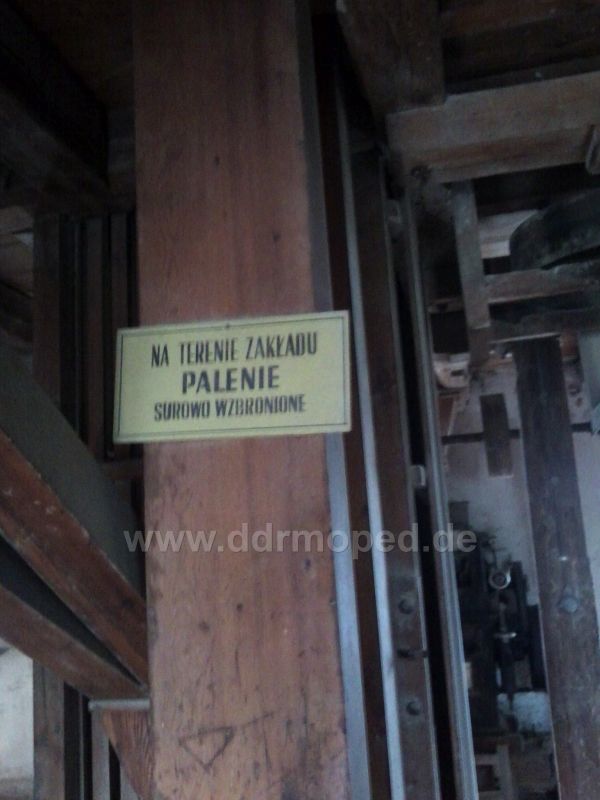 NA TERENIE ZAKŁADU
PALENIE
SUROWO WZBRONIONE
www.ddrmoped.de